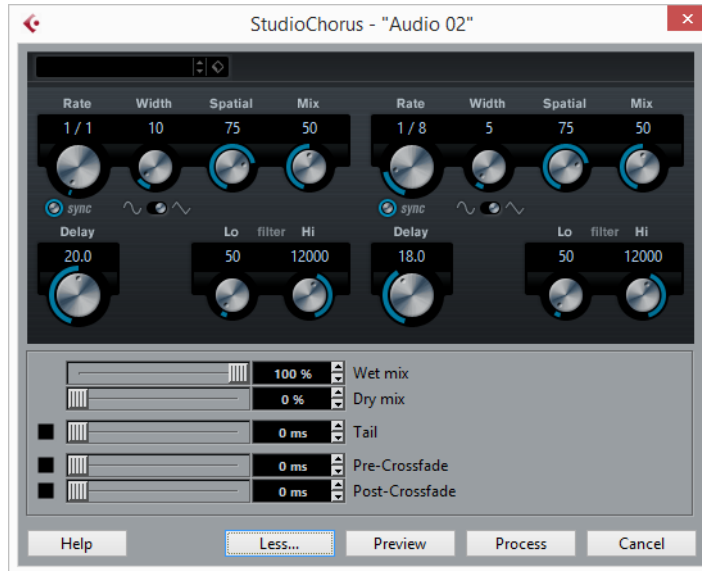 StudioChorus - "Audio 02"
Rate Width Spatial Mix Rate Width Spatial Mix
1 / 1 10 75 50 1 / 8 5 75 50
sync sync
Delay Lo filter Hi Delay Lo filter Hi
20.0 50 12000 18.0 50 12000
100 % Wet mix
0 % Dry mix
0 ms Tail
0 ms Pre-Crossfade
0 ms Post-Crossfade
Help Less... Preview Process Cancel